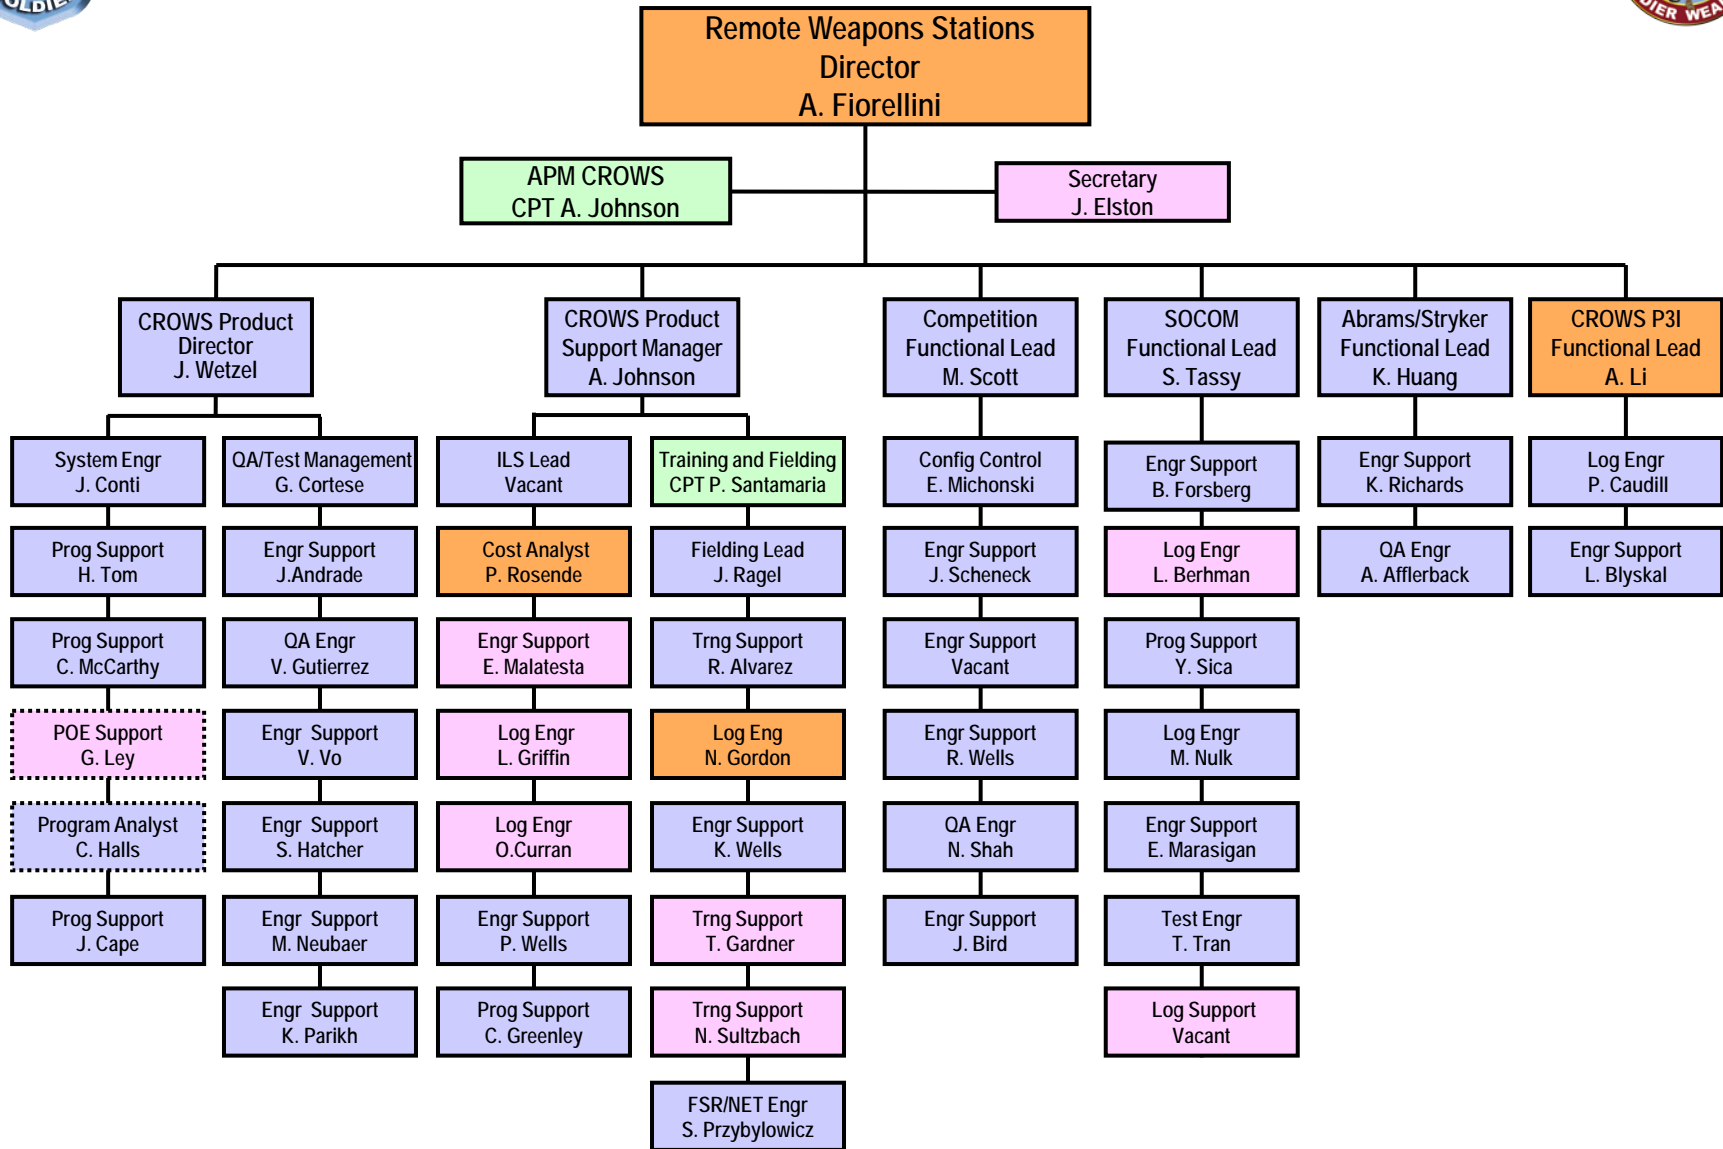 OLDIE
DIER WEA
Remote Weapons Stations
Director
A. Fiorellini
APM CROWS
CPT A. Johnson
Secretary
J. Elston
CROWS Product
Director
J. Wetzel
CROWS Product
Support Manager
A. Johnson
Competition
Functional Lead
M. Scott
SOCOM
Functional Lead
S. Tassy
Abrams/Stryker
Functional Lead
K. Huang
CROWS P3I
Functional Lead
A. Li
System Engr
J. Conti
Prog Support
H. Tom
Prog Support
C. McCarthy
POE Support
G. Ley
Program Analyst
C. Halls
Prog Support
J. Cape
QA/Test Management
G. Cortese
Engr Support
J.Andrade
QA Engr
V. Gutierrez
Engr Support
V. Vo
Engr Support
S. Hatcher
Engr Support
M. Neubaer
Engr Support
K. Parikh
ILS Lead
Vacant
Cost Analyst
P. Rosende
Engr Support
E. Malatesta
Log Engr
L. Griffin
Log Engr
O.Curran
Engr Support
P. Wells
Prog Support
C. Greenley
Training and Fielding
CPT P. Santamaria
Fielding Lead
J. Ragel
Trng Support
R. Alvarez
Log Eng
N. Gordon
Engr Support
K. Wells
Trng Support
T. Gardner
Trng Support
N. Sultzbach
FSR/NET Engr
S. Przybylowicz
Config Control
E. Michonski
Engr Support
J. Scheneck
Engr Support
Vacant
Engr Support
R. Wells
QA Engr
N. Shah
Engr Support
J. Bird
Engr Support
B. Forsberg
Log Engr
L. Berhman
Prog Support
Y. Sica
Log Engr
M. Nulk
Engr Support
E. Marasigan
Test Engr
T. Tran
Log Support
Vacant
Engr Support
K. Richards
QA Engr
A. Afflerback
Log Engr
P. Caudill
Engr Support
L. Blyskal